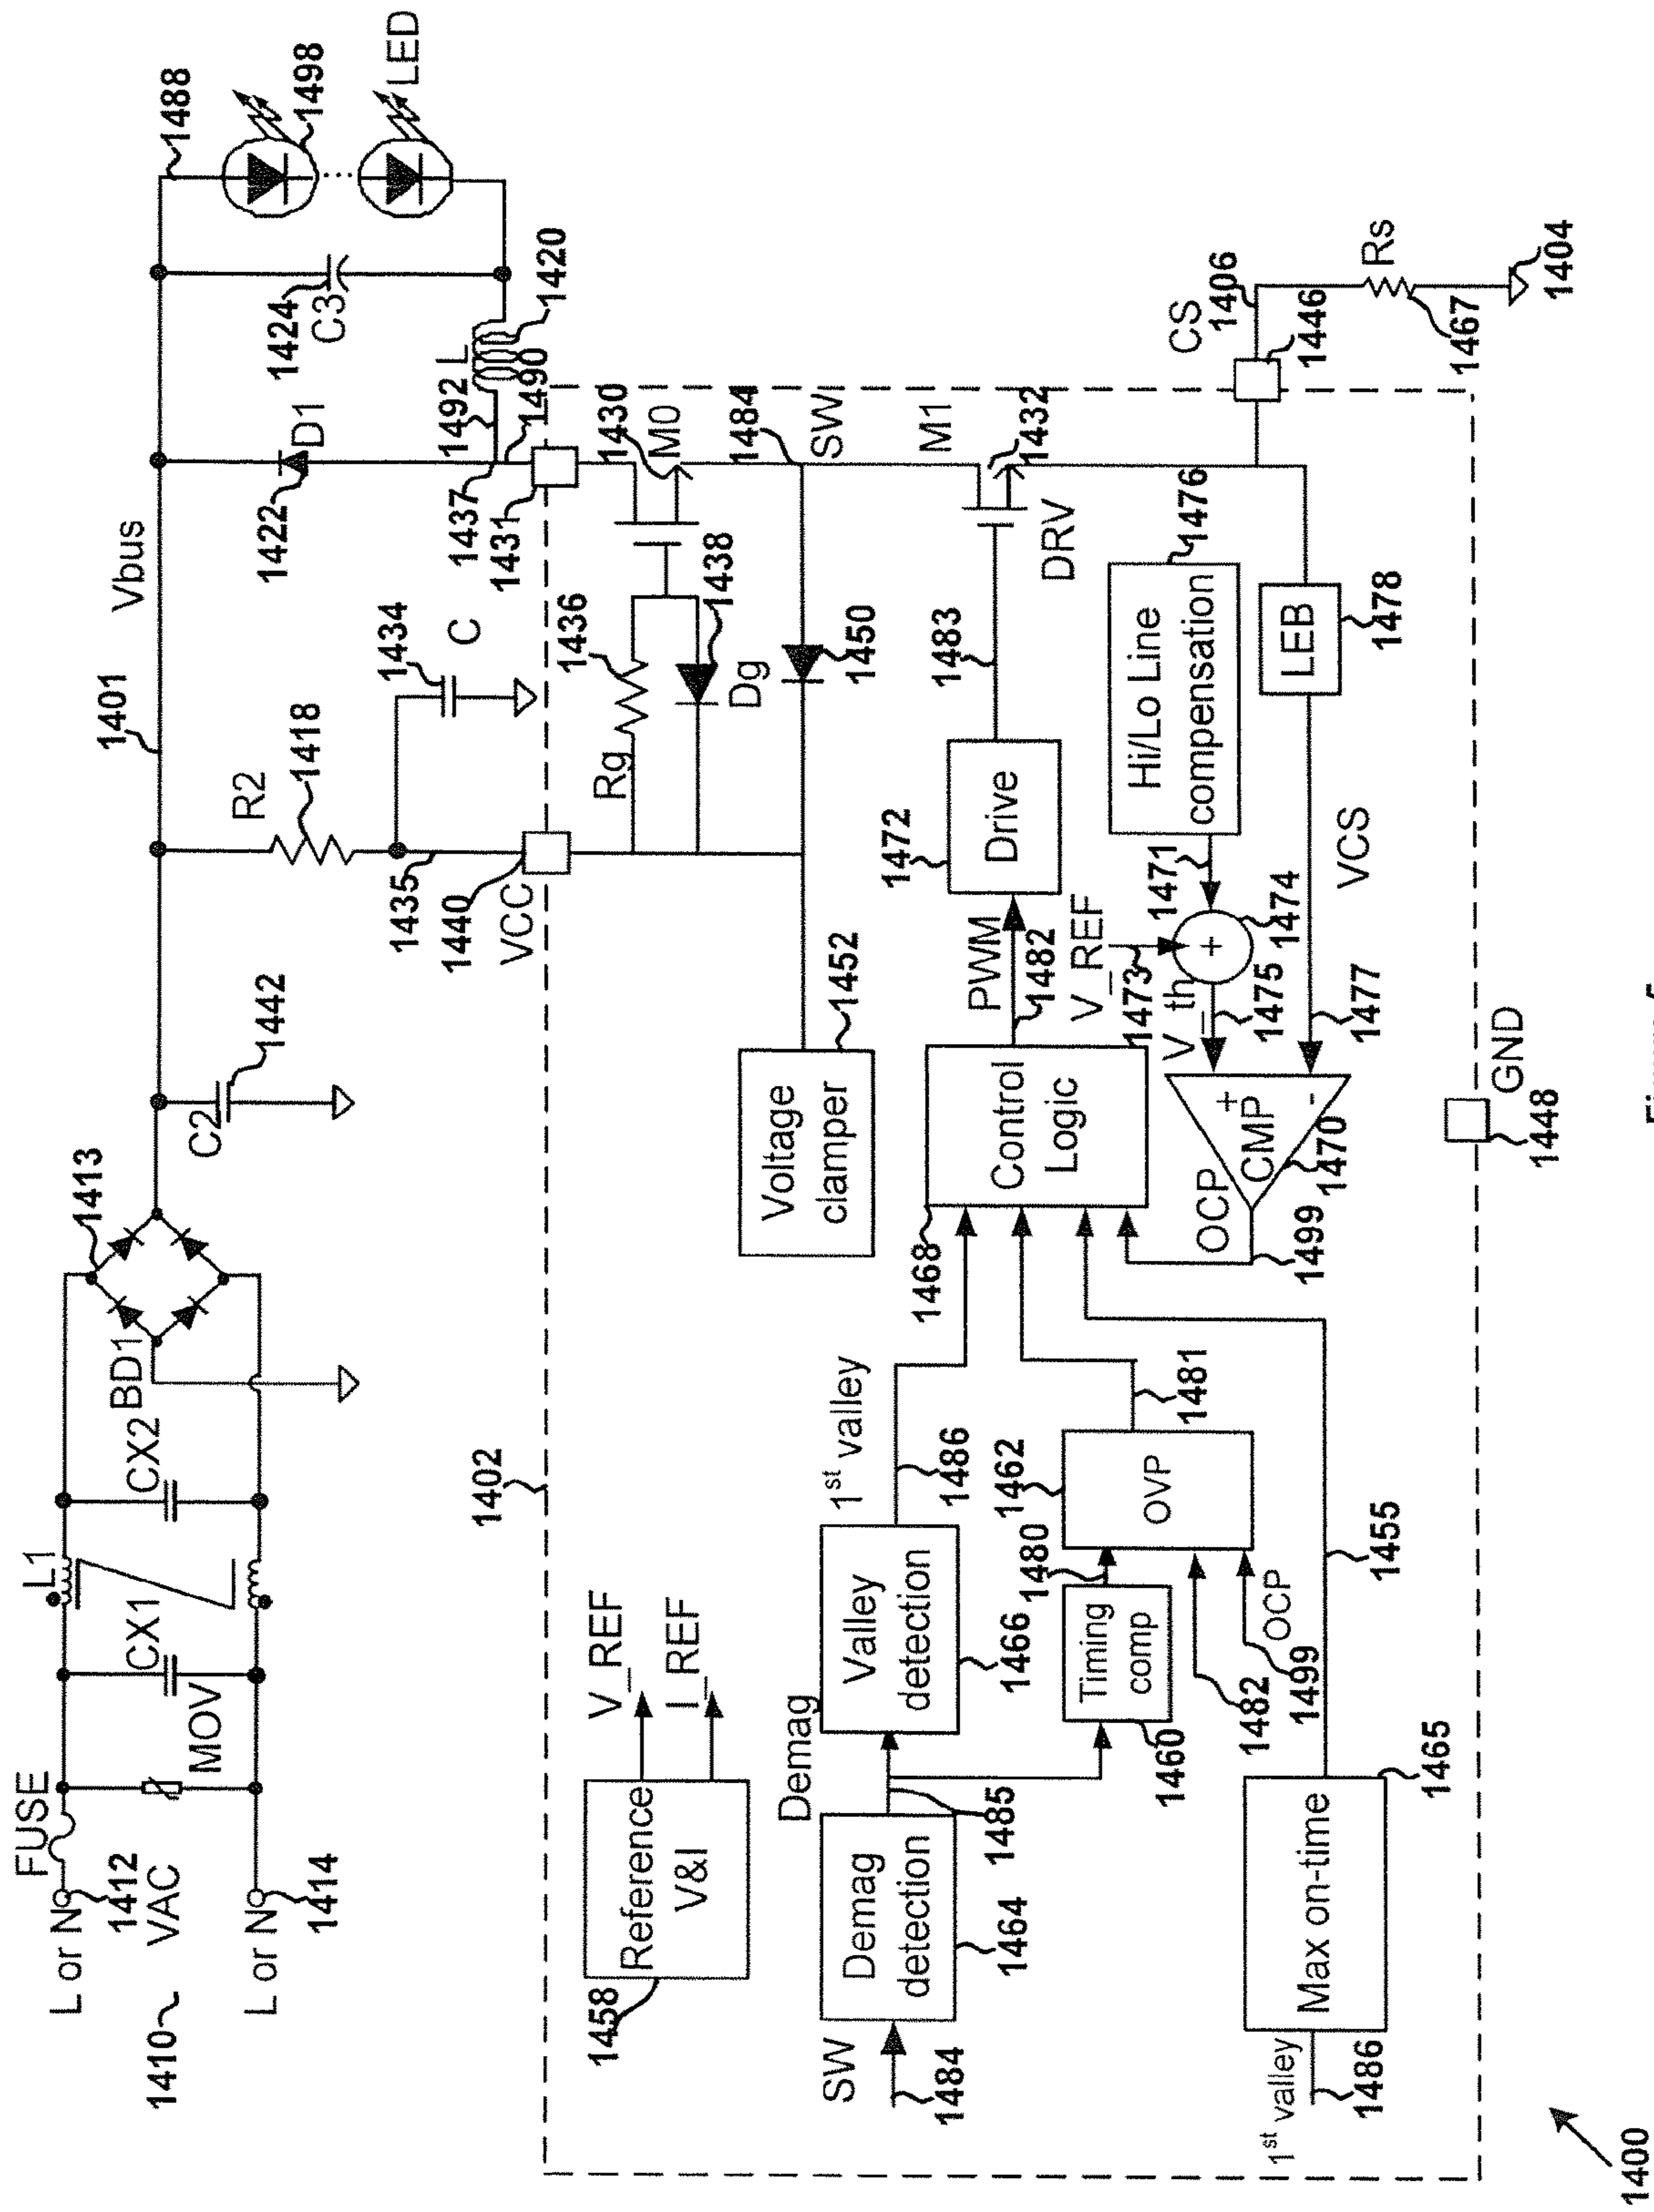 FUSE
L or N
1412
1410
VAC
L or N
1414
MOV
CX1
L1
CX2
BD1
1413
C2
1442
1401
Vbus
R2
1418
1434
C
1435
1440
VCC
1422
D1
1437
1431
1492
1490
L
1420
1424
C3
1488
1498
LED
1402
Reference
V&I
1458
V_REF
I_REF
Voltage
clamper
1452
Rg
1436
Dg
1438
1450
1430
M0
1484
SW
M1
1432
DRV
1483
Drive
1472
PWM
1482
Control
Logic
1468
SW
1484
Demag
detection
1464
Demag
1485
Valley
detection
1466
1st valley
1486
Timing
comp
1460
1480
OVP
1462
1481
1482
OCP
1499
1st valley
1486
Max on-time
1465
1455
OCP
1499
CMP
+
-
1470
V_th
1475
V_REF
1473
+
1474
1471
Hi/Lo Line
compensation
1476
LEB
1478
VCS
1477
CS
1406
1446
Rs
1467
1404
GND
1448
1400